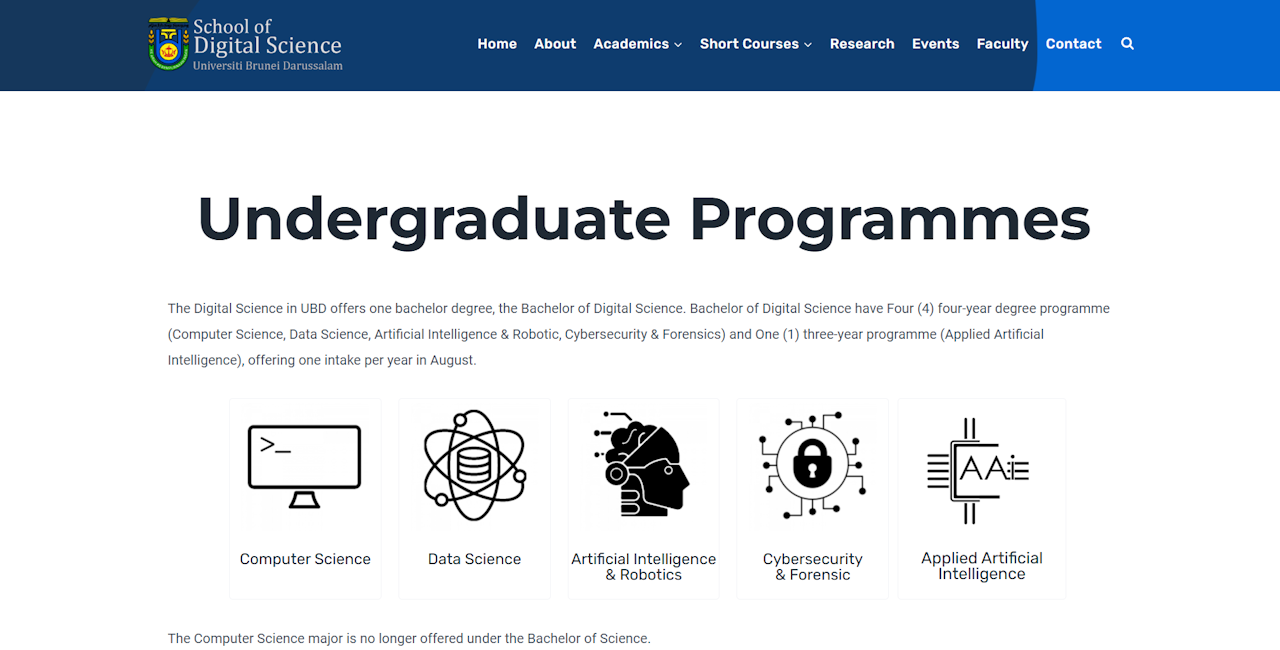 School of
Digital Science
Universiti Brunei Darussalam
Home About Academics Short Courses Research Events Faculty Contact
Undergraduate Programmes
The Digital Science in UBD offers one bachelor degree, the Bachelor of Digital Science. Bachelor of Digital Science have Four (4) four-year degree programme
(Computer Science, Data Science, Artificial Intelligence & Robotic, Cybersecurity & Forensics) and One (1) three-year programme (Applied Artificial
Intelligence), offering one intake per year in August.
>_
AAi
Computer Science
Data Science
Artificial Intelligence
& Robotics
Cybersecurity
& Forensic
Applied Artificial
Intelligence
The Computer Science major is no longer offered under the Bachelor of Science.